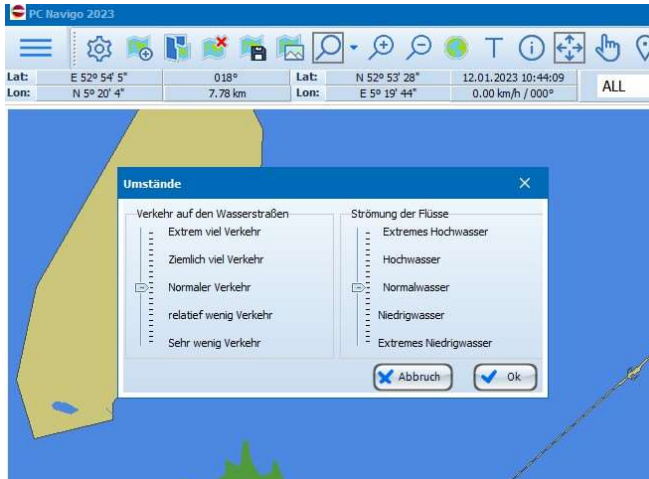 PC Navigo 2023
Lat: E 52º 54' 5" 018º Lat: N 52º 53' 28" 12.01.2023 10:44:09
Lon: N 5º 20' 4" 7.78 km Lon: E 5º 19' 44" 0.00 km/h / 000º
ALL
Umstände
Verkehr auf den Wasserstraßen
Extrem viel Verkehr
Ziemlich viel Verkehr
Normaler Verkehr
relatief wenig Verkehr
Sehr wenig Verkehr
Strömung der Flüsse
Extremes Hochwasser
Hochwasser
Normalwasser
Niedrigwasser
Extremes Niedrigwasser
Abbruch
Ok